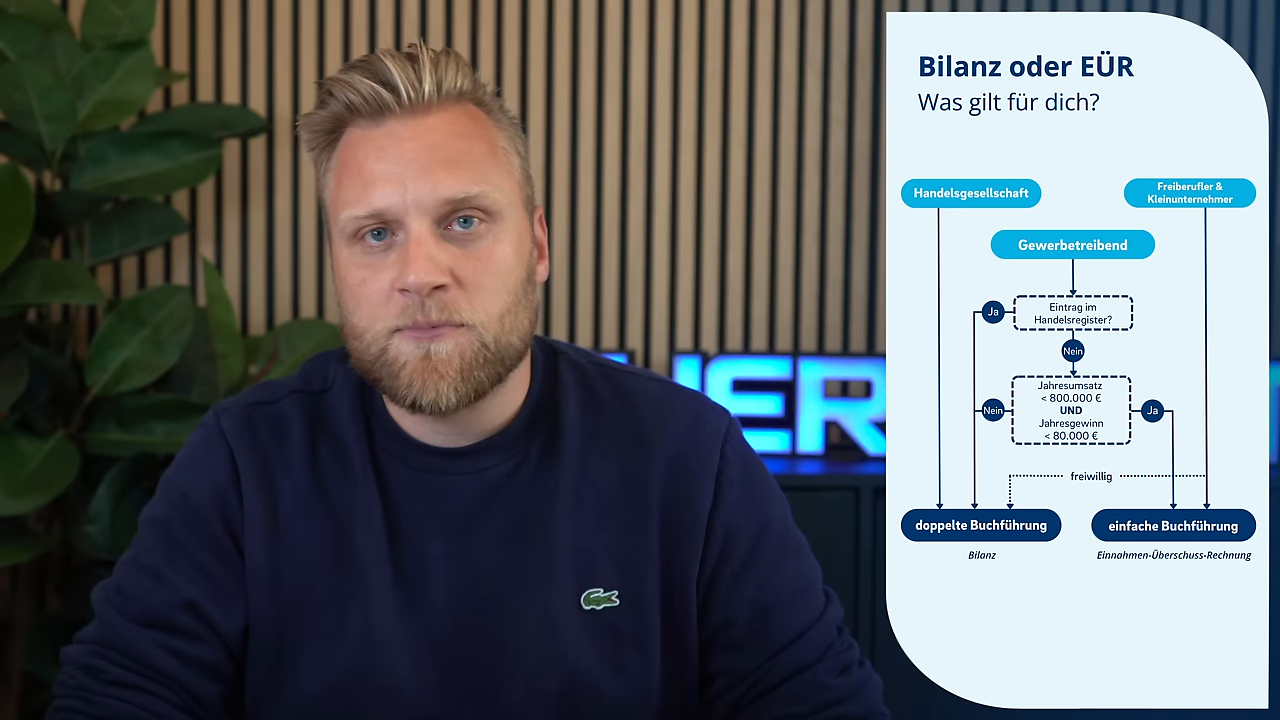 Bilanz oder EÜR
Was gilt für dich?
Handelsgesellschaft
Freiberufler &
Kleinunternehmer
Gewerbetreibend
Ja
Eintrag im
Handelsregister?
Nein
Jahresumsatz
< 800.000 €
UND
Jahresgewinn
< 80.000 €
Nein
Ja
freiwillig
doppelte Buchführung
einfache Buchführung
Bilanz
Einnahmen-Überschuss-Rechnung